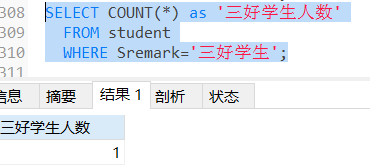 308 SELECT COUNT(*) as '三好学生人数'
309 FROM student
310 WHERE Sremark='三好学生';
311
信息 摘要 结果 1 剖析 状态
三好学生人数
1